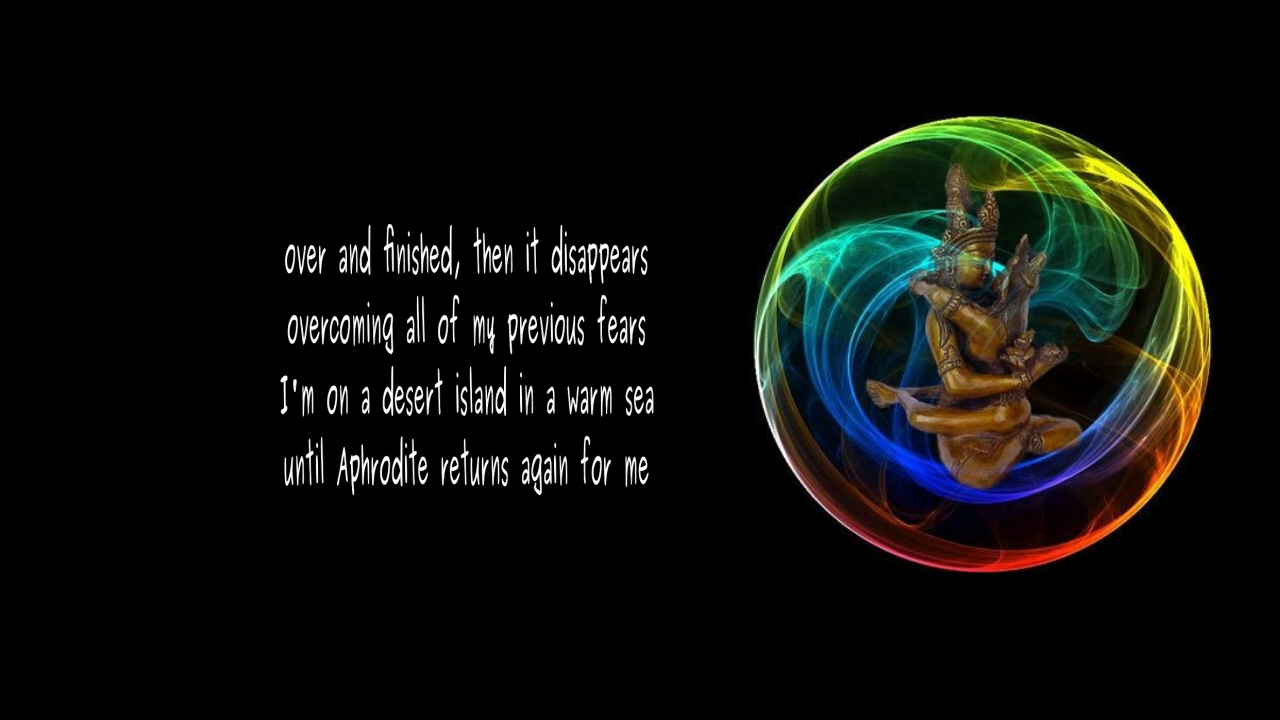 over and finished, then it disappears
overcoming all of my previous fears
I'm on a desert island in a warm sea
until Aphrodite returns again for me